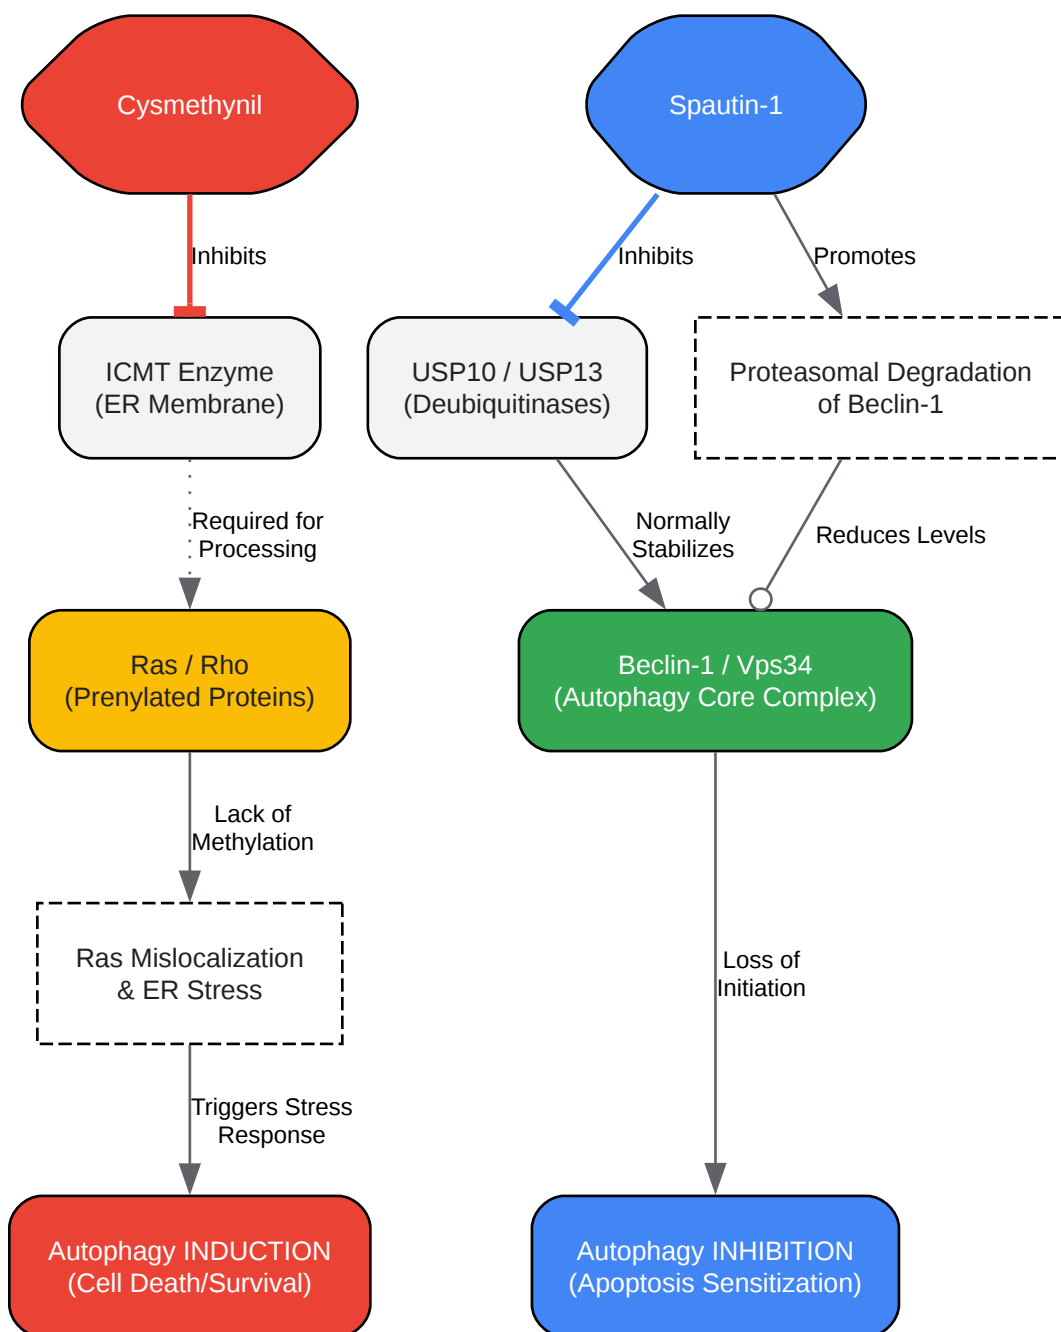 Cysmethynil
Spautin-1
Inhibits
Inhibits
Promotes
ICMT Enzyme
(ER Membrane)
USP10 / USP13
(Deubiquitinases)
Proteasomal Degradation
of Beclin-1
Required for
Processing
Normally
Stabilizes
Reduces Levels
Ras / Rho
(Prenylated Proteins)
Beclin-1 / Vps34
(Autophagy Core Complex)
Lack of
Methylation
Ras Mislocalization
& ER Stress
Loss of
Initiation
Triggers Stress
Response
Autophagy INDUCTION
(Cell Death/Survival)
Autophagy INHIBITION
(Apoptosis Sensitization)